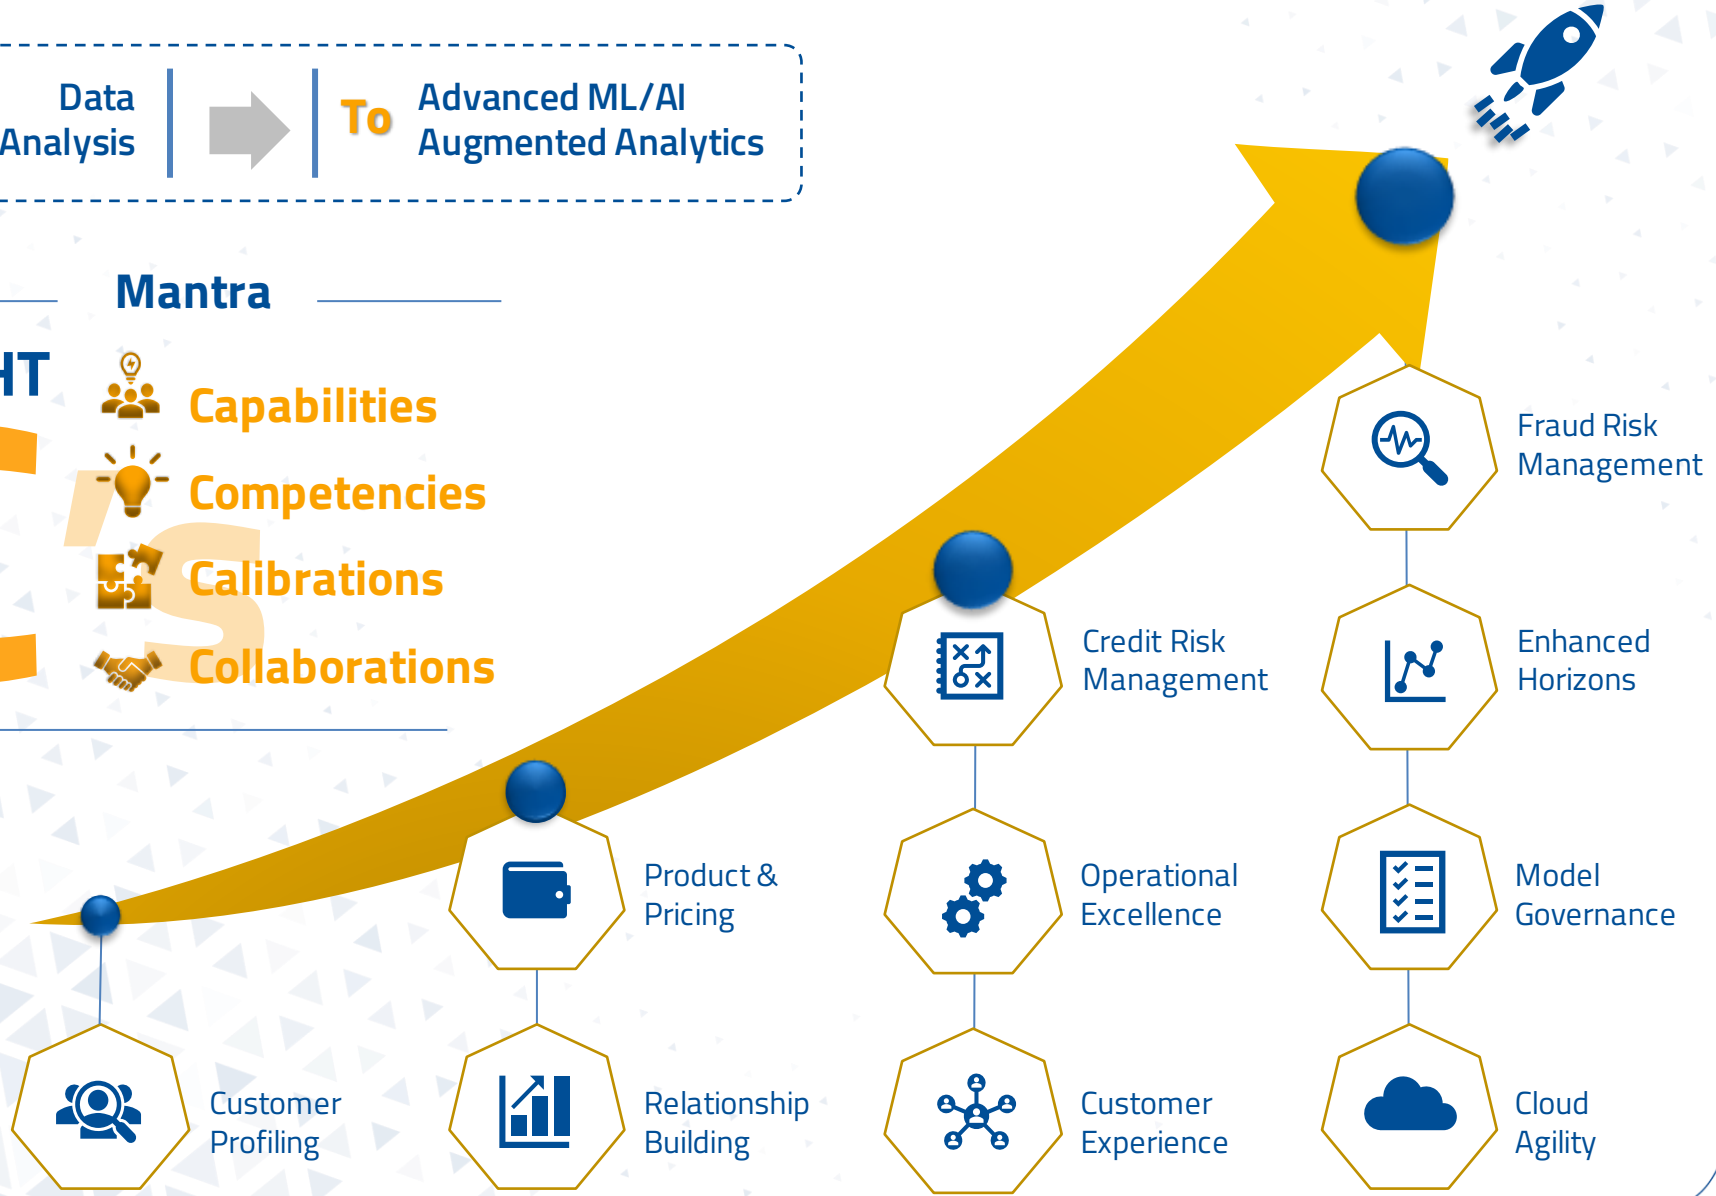 Data
Analysis
To
Advanced ML/AI
Augmented Analytics
Mantra
HT
Capabilities
Competencies
Calibrations
Collaborations
's
Fraud Risk
Management
Credit Risk
Management
Enhanced
Horizons
Product &
Pricing
Operational
Excellence
Model
Governance
Customer
Profiling
Relationship
Building
Customer
Experience
Cloud
Agility